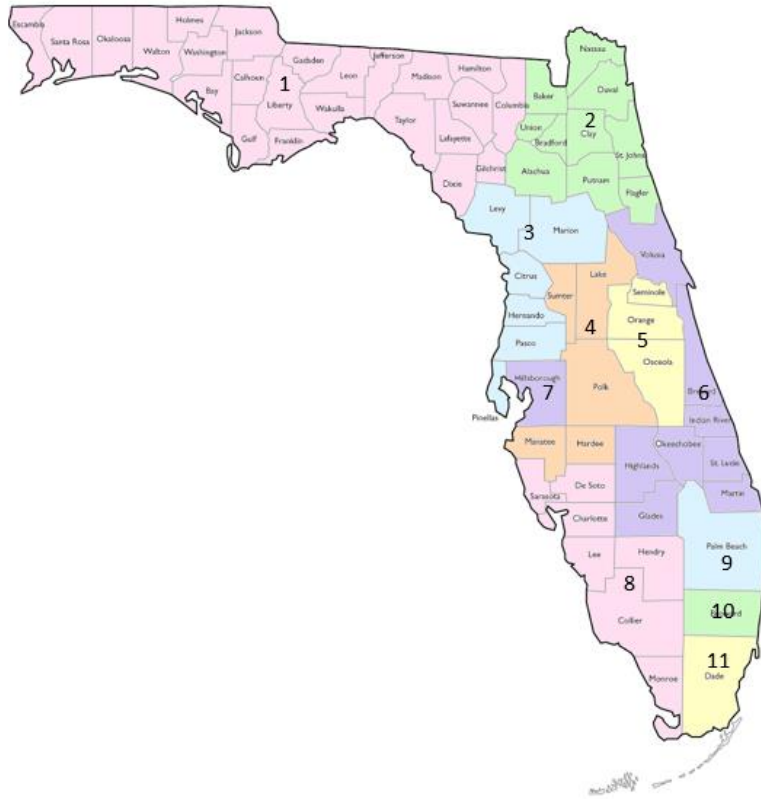 Escambia
Santa Rosa
Okaloosa
Walton
Holmes
Washington
Bay
Jackson
Calhoun
Gulf
1
Liberty
Franklin
Gadsden
Leon
Wakulla
Jefferson
Madison
Taylor
Hamilton
Suwannee
Lafayette
Dixie
Columbia
Gilchrist
Nassau
Duval
Baker
2
Union
Clay
Bradford
St. Johns
Alachua
Putnam
Flagler
Levy
3
Marion
Volusia
Citrus
Sumter
Lake
Seminole
Hernando
4
Orange
5
Pasco
Osceola
Hillsborough
7
Polk
6
Pinellas
Indian River
Manatee
Hardee
Okeechobee
Highlands
St. Lucie
Sarasota
De Soto
Martin
Charlotte
Glades
Lee
Hendry
Palm Beach
8
9
Collier
10
11
Monroe
Dade